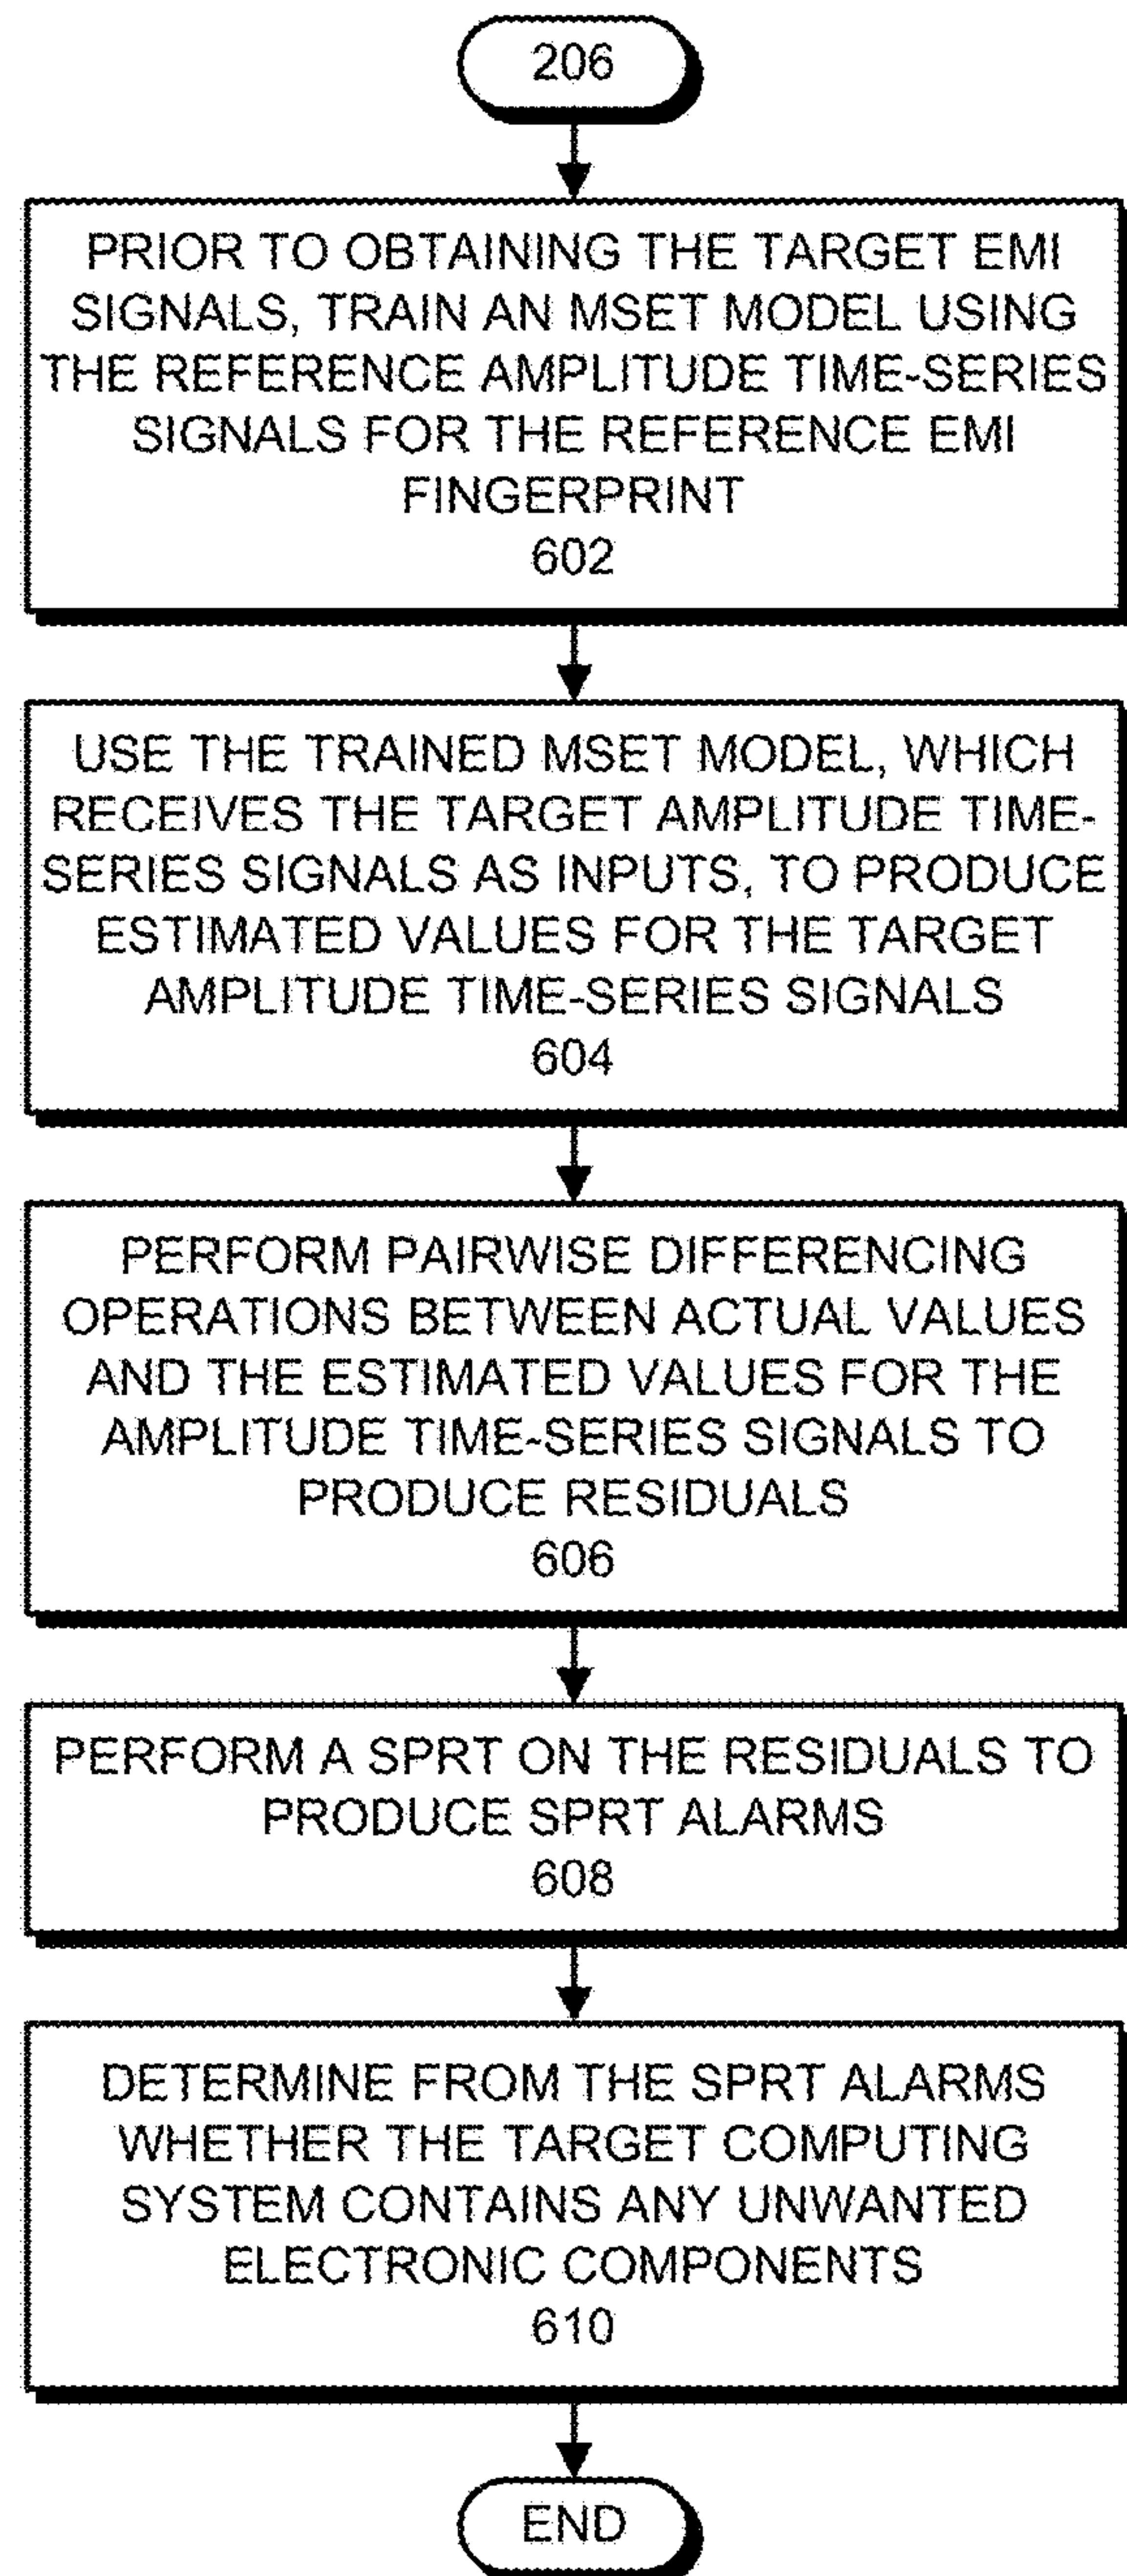 206
PRIOR TO OBTAINING THE TARGET EMI
SIGNALS, TRAIN AN MSET MODEL USING
THE REFERENCE AMPLITUDE TIME-SERIES
SIGNALS FOR THE REFERENCE EMI
FINGERPRINT
602
USE THE TRAINED MSET MODEL, WHICH
RECEIVES THE TARGET AMPLITUDE TIME-
SERIES SIGNALS AS INPUTS, TO PRODUCE
ESTIMATED VALUES FOR THE TARGET
AMPLITUDE TIME-SERIES SIGNALS
604
PERFORM PAIRWISE DIFFERENCING
OPERATIONS BETWEEN ACTUAL VALUES
AND THE ESTIMATED VALUES FOR THE
AMPLITUDE TIME-SERIES SIGNALS TO
PRODUCE RESIDUALS
606
PERFORM A SPRT ON THE RESIDUALS TO
PRODUCE SPRT ALARMS
608
DETERMINE FROM THE SPRT ALARMS
WHETHER THE TARGET COMPUTING
SYSTEM CONTAINS ANY UNWANTED
ELECTRONIC COMPONENTS
610
END